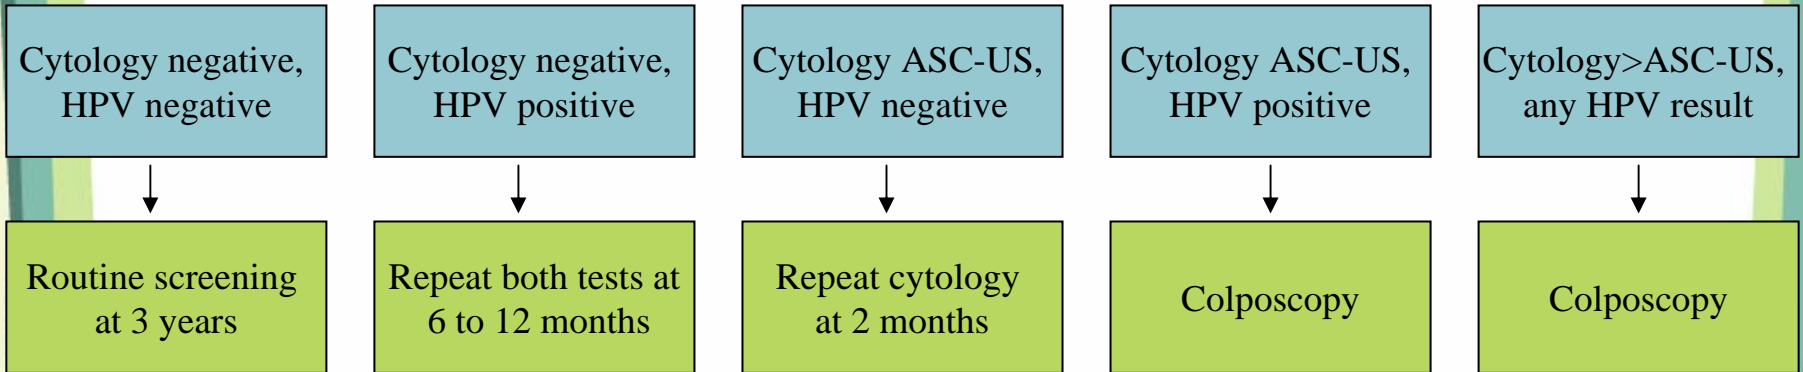 Cytology negative,
HPV negative
Cytology negative,
HPV positive
Cytology ASC-US,
HPV negative
Cytology ASC-US,
HPV positive
Cytology>ASC-US,
any HPV result
Routine screening
at 3 years
Repeat both tests at
6 to 12 months
Repeat cytology
at 2 months
Colposcopy
Colposcopy